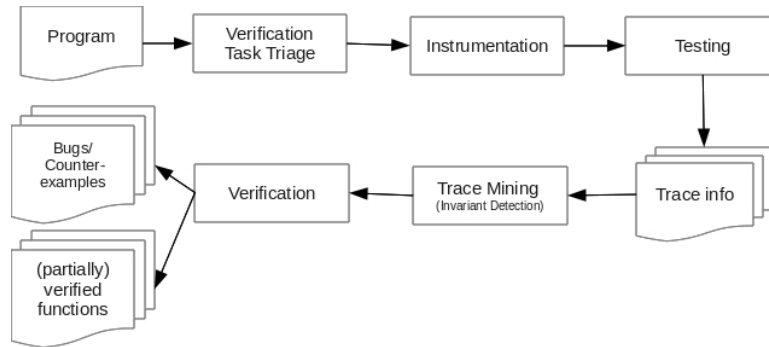 Program
Verification
Task Triage
Instrumentation
Testing
Bugs/
Counter-
examples
Verification
Trace Mining
(Invariant Detection)
Trace info
(partially)
verified
functions